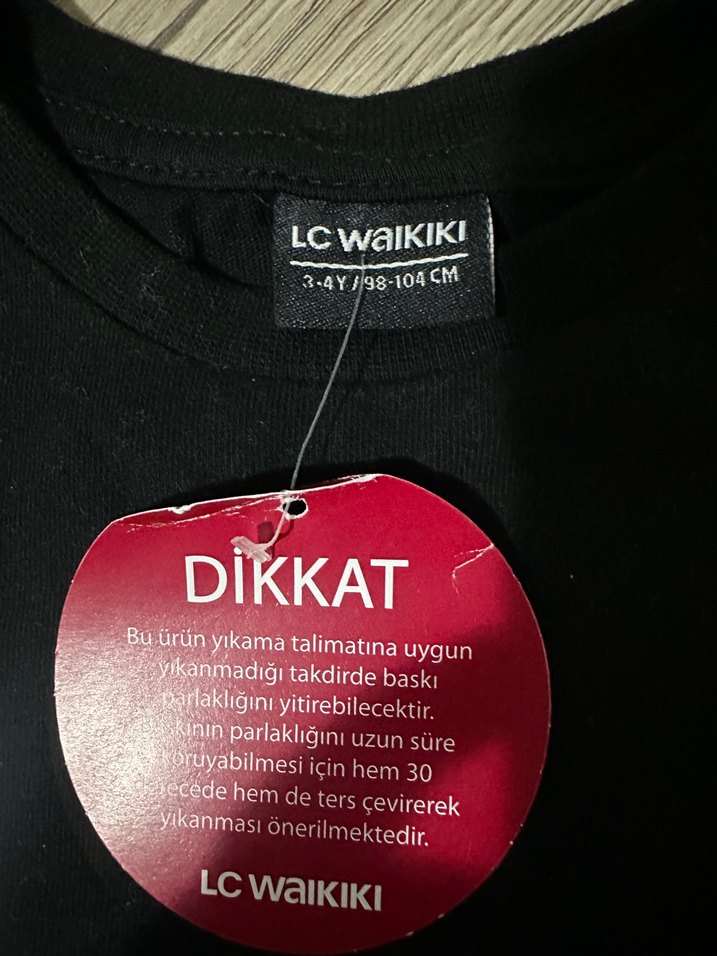 LC WAIKIKI
3-4Y / 98-104 CM
DİKKAT
Bu ürün yıkama talimatına uygun
yıkanmadığı takdirde baskı
parlaklığını yitirebilecektir.
parlaklığını uzun süre
koruyabilmesi için hem 30
hem de ters çevirerek
yıkanması önerilmektedir.
LC WAIKIKI